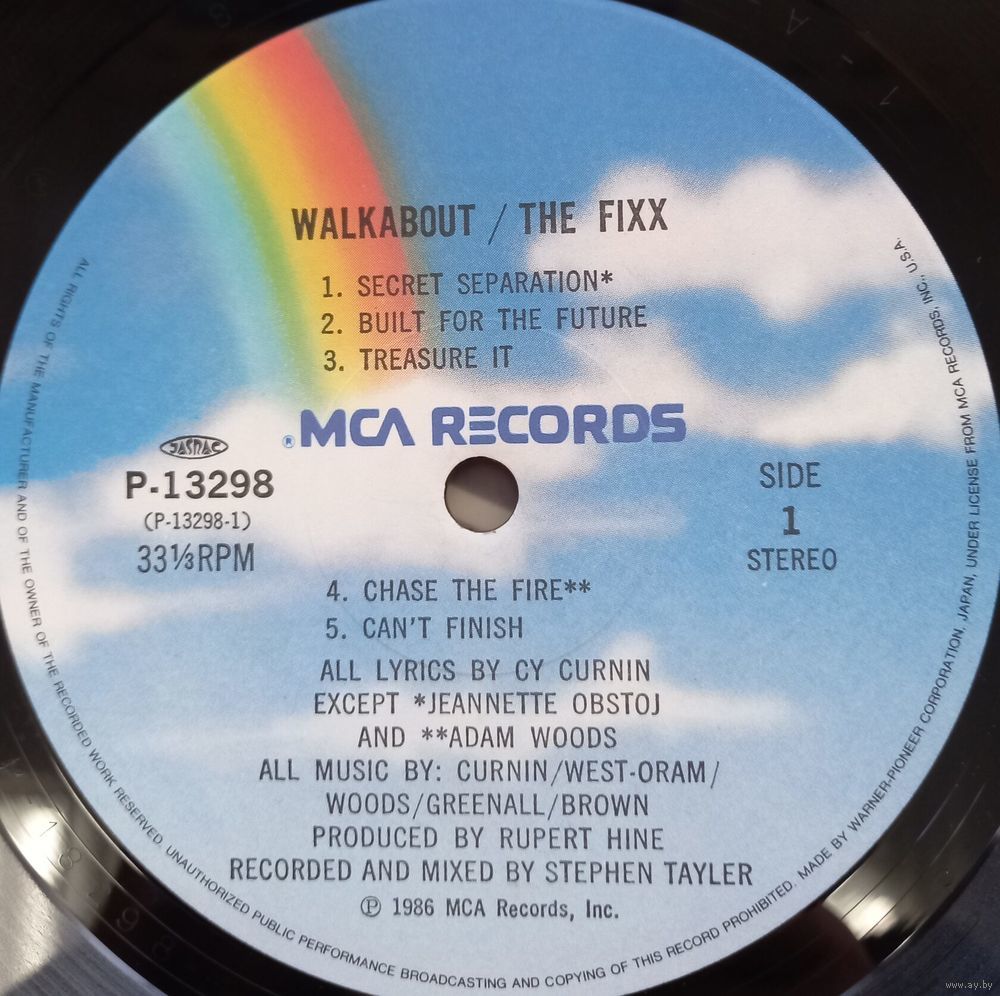 WALKABOUT / THE FIXX
1. SECRET SEPARATION*
2. BUILT FOR THE FUTURE
3. TREASURE IT
® MCA RECORDS
JASRAC
P-13298
(P-13298-1)
33⅓RPM
SIDE
1
STEREO
4. CHASE THE FIRE**
5. CAN'T FINISH
ALL LYRICS BY CY CURNIN
EXCEPT *JEANNETTE OBSTOJ
AND **ADAM WOODS
ALL MUSIC BY: CURNIN/WEST-ORAM/
WOODS/GREENALL/BROWN
PRODUCED BY RUPERT HINE
RECORDED AND MIXED BY STEPHEN TAYLER
℗ 1986 MCA Records, Inc.
ALL RIGHTS OF THE MANUFACTURER AND OF THE OWNER OF THE RECORDED WORK RESERVED. UNAUTHORIZED PUBLIC PERFORMANCE BROADCASTING AND COPYING OF THIS RECORD PROHIBITED. MADE BY WARNER-PIONEER CORPORATION, JAPAN, UNDER LICENSE FROM MCA RECORDS, INC., U.S.A.
www.ay.by